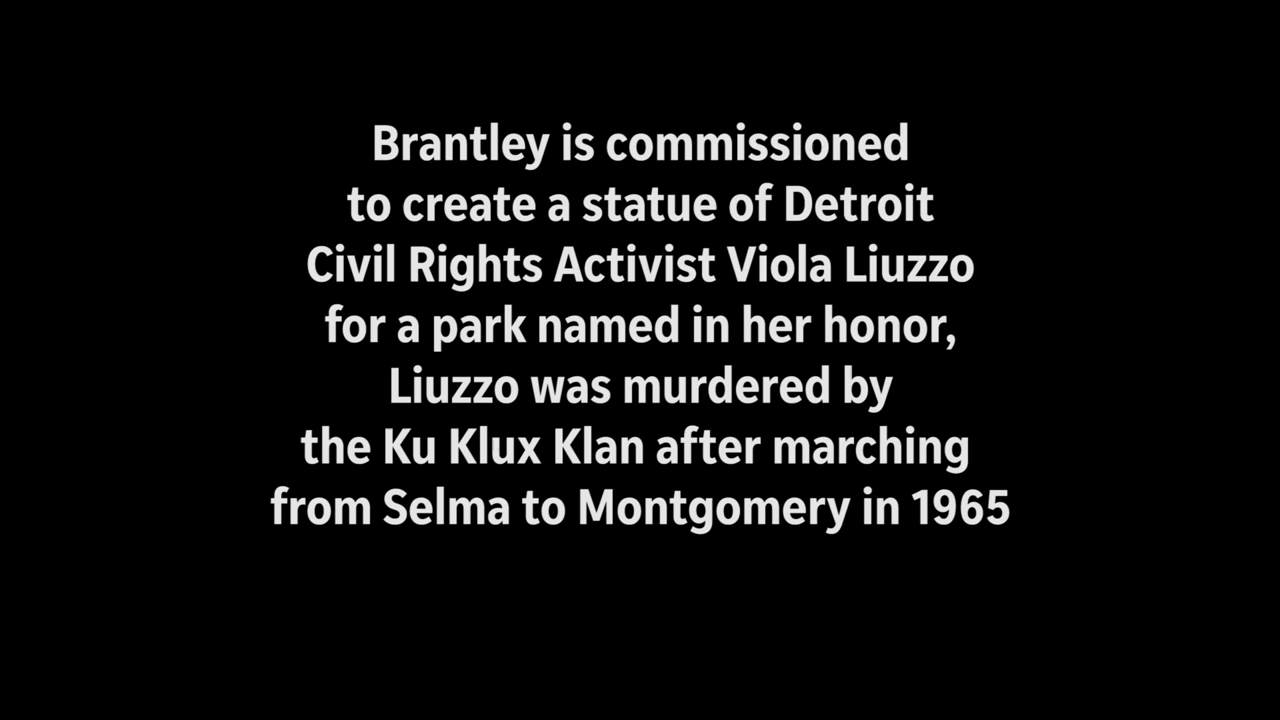 Brantley is commissioned
to create a statue of Detroit
Civil Rights Activist Viola Liuzzo
for a park named in her honor,
Liuzzo was murdered by
the Ku Klux Klan after marching
from Selma to Montgomery in 1965